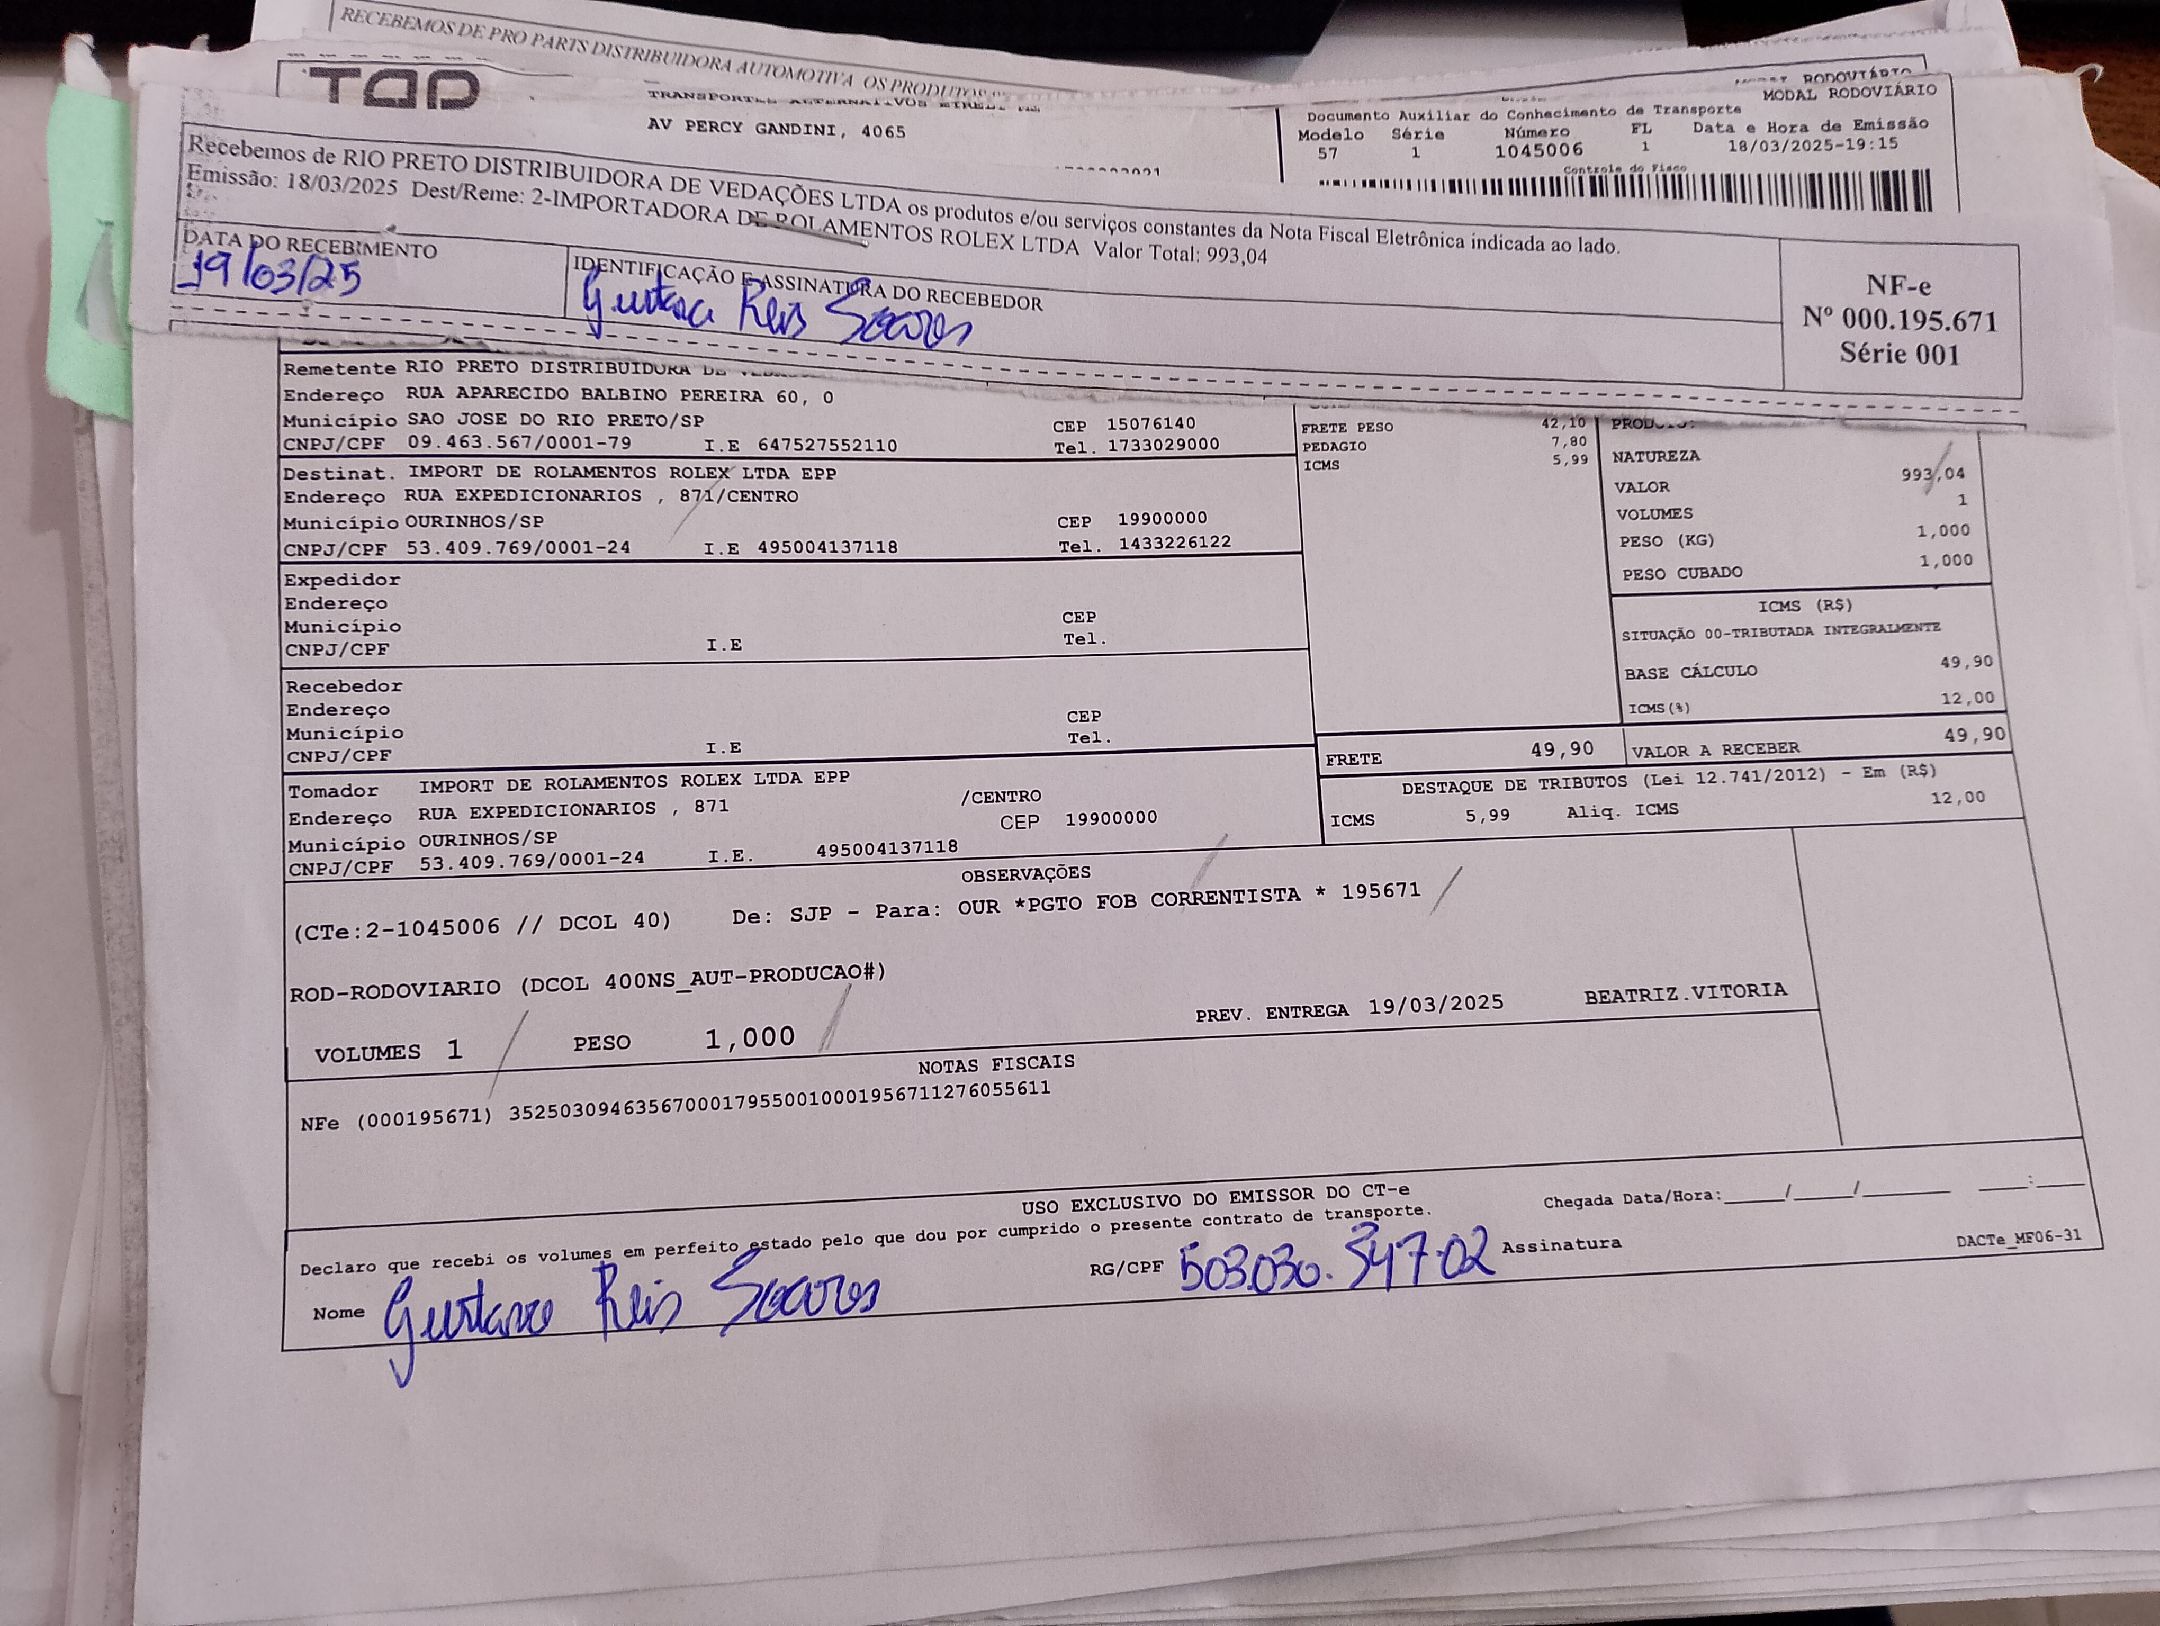 RECEBEMOS DE PRO PARTS DISTRIBUIDORA AUTOMOTIVA OS PRODUTOS
TAP
TRANSPORTES ALTERNATIVOS EIRELI
AV PERCY GANDINI, 4065
RODOVIÁRIO
MODAL RODOVIÁRIO
Documento Auxiliar do Conhecimento de Transporte
Modelo Série Número FL Data e Hora de Emissão
57 1 1045006 1 18/03/2025-19:15
Controle do Fisco
Recebemos de RIO PRETO DISTRIBUIDORA DE VEDAÇÕES LTDA os produtos e/ou serviços constantes da Nota Fiscal Eletrônica indicada ao lado.
Emissão: 18/03/2025 Dest/Reme: 2-IMPORTADORA DE ROLAMENTOS ROLEX LTDA Valor Total: 993,04
DATA DO RECEBIMENTO
19/03/25
IDENTIFICAÇÃO E ASSINATURA DO RECEBEDOR
Gustavo Reis Soares
NF-e
Nº 000.195.671
Série 001
Remetente RIO PRETO DISTRIBUIDORA DE
Endereço RUA APARECIDO BALBINO PEREIRA 60, 0
Município SAO JOSE DO RIO PRETO/SP CEP 15076140
CNPJ/CPF 09.463.567/0001-79 I.E 647527552110 Tel. 1733029000
Destinat. IMPORT DE ROLAMENTOS ROLEX LTDA EPP
Endereço RUA EXPEDICIONARIOS , 871/CENTRO
Município OURINHOS/SP CEP 19900000
CNPJ/CPF 53.409.769/0001-24 I.E 495004137118 Tel. 1433226122
Expedidor
Endereço
Município CEP
CNPJ/CPF I.E Tel.
Recebedor
Endereço
Município CEP
CNPJ/CPF I.E Tel.
Tomador IMPORT DE ROLAMENTOS ROLEX LTDA EPP
Endereço RUA EXPEDICIONARIOS , 871 /CENTRO
Município OURINHOS/SP CEP 19900000
CNPJ/CPF 53.409.769/0001-24 I.E. 495004137118
FRETE PESO 42,10
PEDAGIO 7,80
ICMS 5,99
NATUREZA
VALOR 993,04
VOLUMES 1
PESO (KG) 1,000
PESO CUBADO 1,000
ICMS (R$)
SITUAÇÃO 00-TRIBUTADA INTEGRALMENTE
BASE CÁLCULO 49,90
ICMS(%) 12,00
FRETE 49,90 VALOR A RECEBER 49,90
DESTAQUE DE TRIBUTOS (Lei 12.741/2012) - Em (R$)
ICMS 5,99 Aliq. ICMS 12,00
OBSERVAÇÕES
(CTe:2-1045006 // DCOL 40) De: SJP - Para: OUR *PGTO FOB CORRENTISTA * 195671
ROD-RODOVIARIO (DCOL 400NS_AUT-PRODUCAO#)
VOLUMES 1 PESO 1,000 PREV. ENTREGA 19/03/2025 BEATRIZ.VITORIA
NOTAS FISCAIS
NFe (000195671) 35250309463567000179550010001956711276055611
USO EXCLUSIVO DO EMISSOR DO CT-e
Declaro que recebi os volumes em perfeito estado pelo que dou por cumprido o presente contrato de transporte.
Chegada Data/Hora:_____/_____/_______ ____:____
Nome Gustavo Reis Soares RG/CPF 503.030.347-02 Assinatura
DACTe_MF06-31